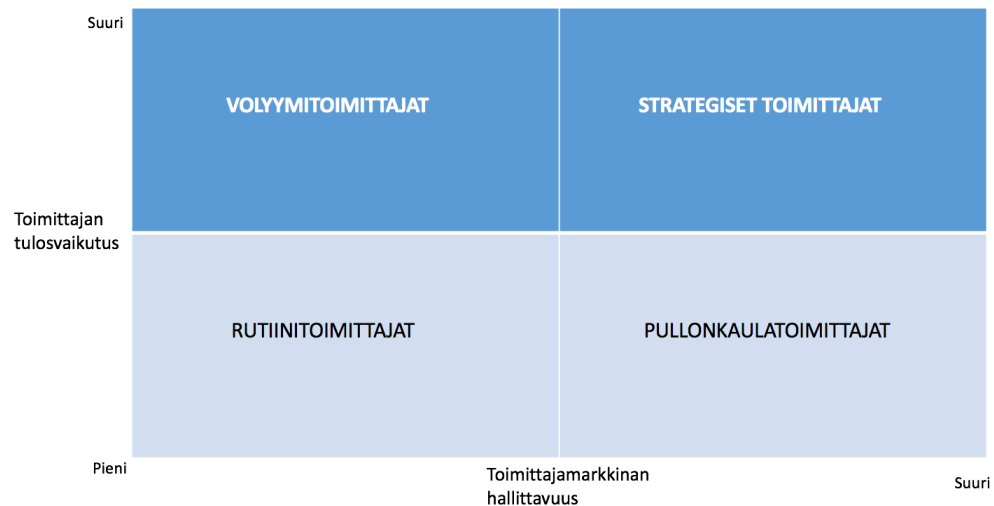 Suuri
VOLYYMITOIMITTAJAT
STRATEGISET TOIMITTAJAT
Toimittajan
tulosvaikutus
RUTIINITOIMITTAJAT
PULLONKAULATOIMITTAJAT
Pieni
Toimittajamarkkinan
hallittavuus
Suuri